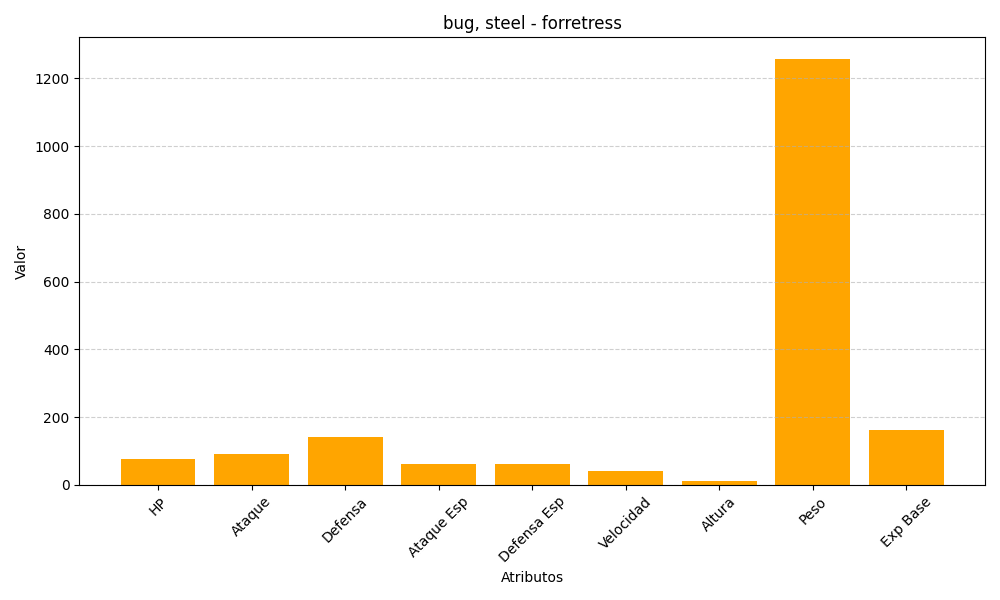 bug, steel - forretress
Valor
1200
1000
800
600
400
200
0
HP
Ataque
Defensa
Ataque Esp
Defensa Esp
Velocidad
Altura
Peso
Exp Base
Atributos